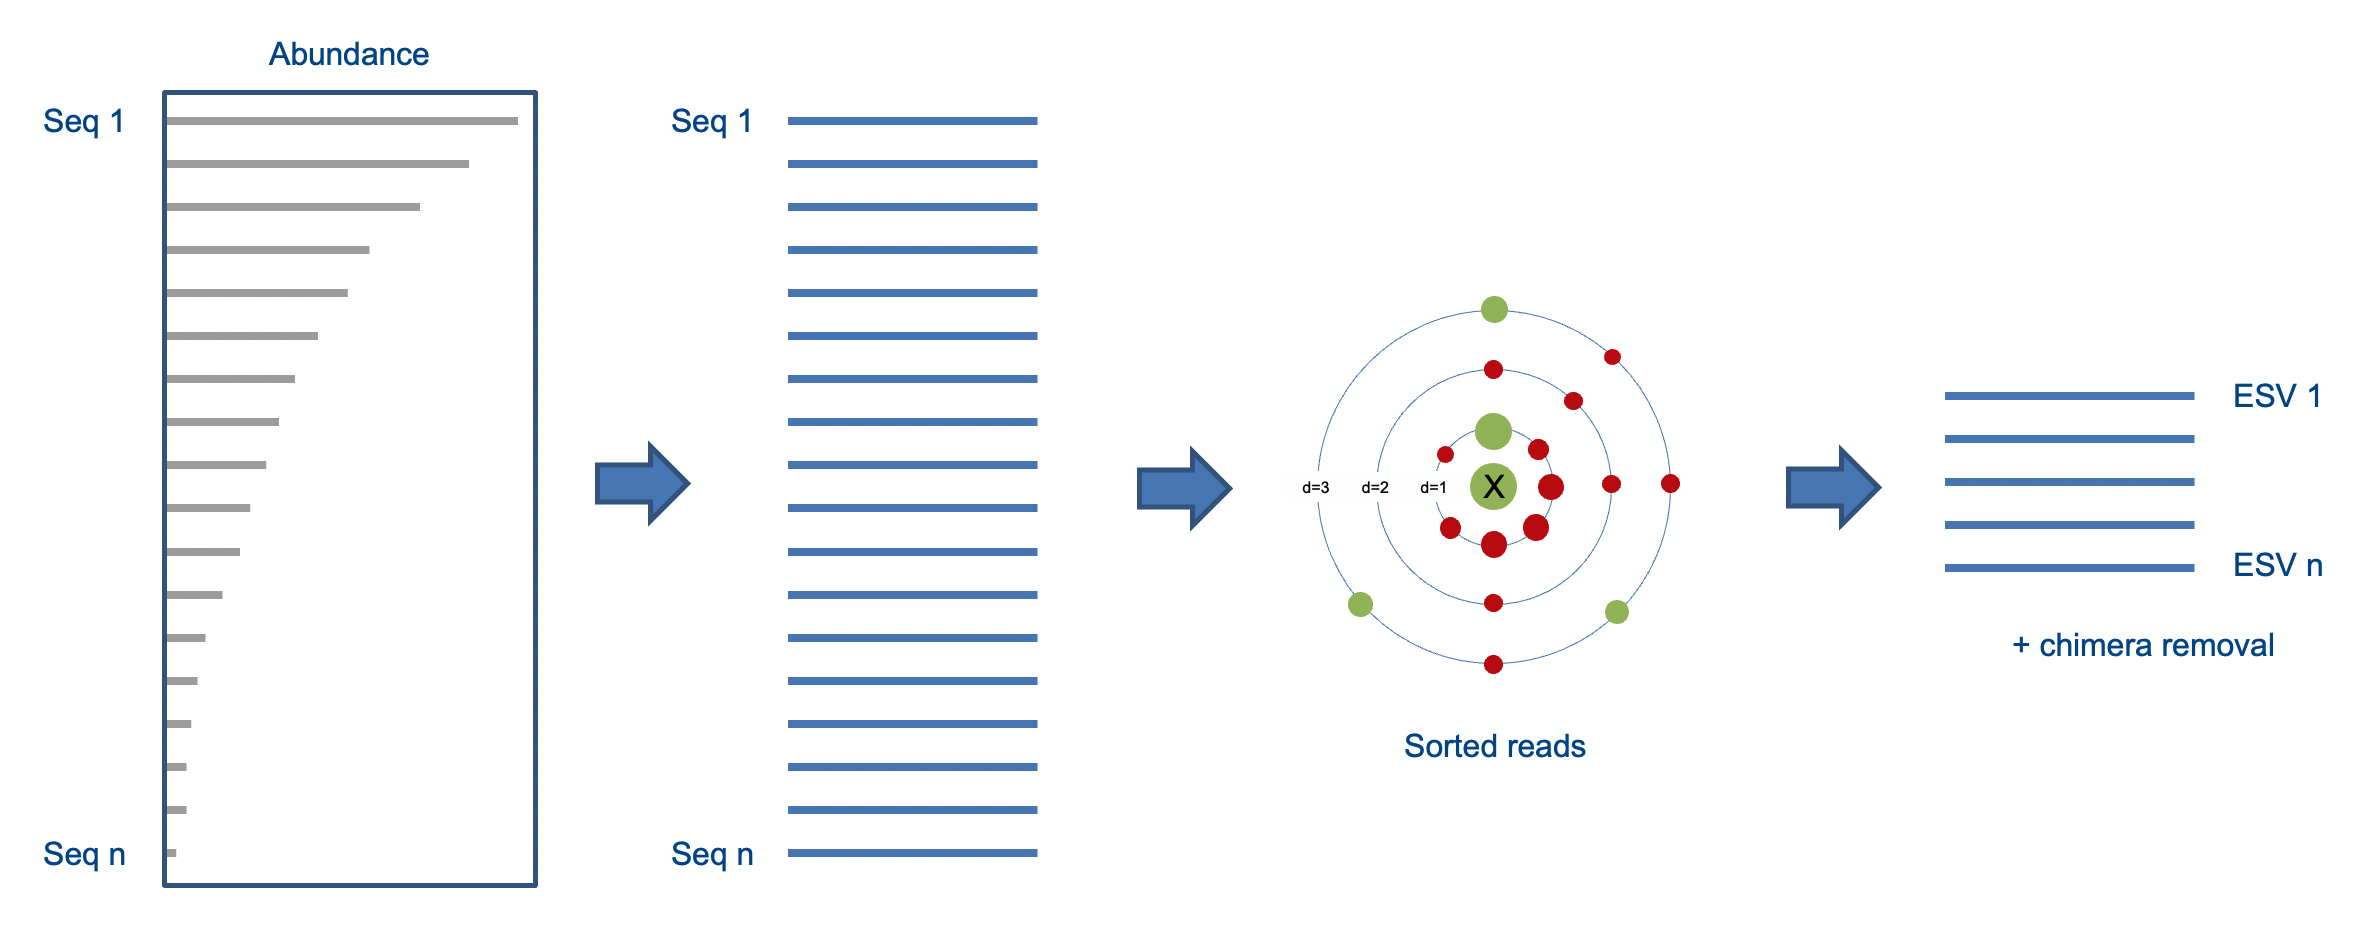 Abundance
Seq 1
Seq n
Seq 1
Seq n
d=3
d=2
d=1
X
Sorted reads
ESV 1
ESV n
+ chimera removal